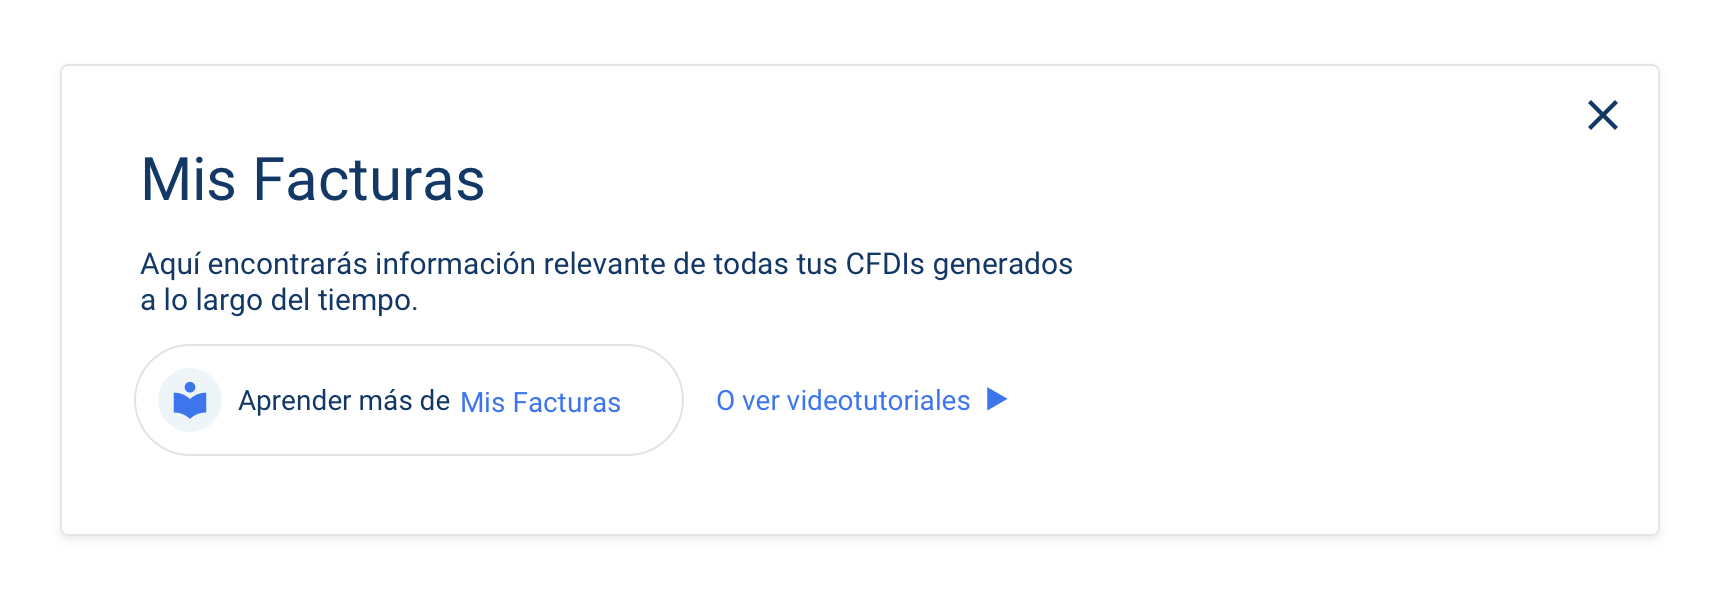 Mis Facturas
Aquí encontrarás información relevante de todas tus CFDIs generados
a lo largo del tiempo.
Aprender más de Mis Facturas
O ver videotutoriales